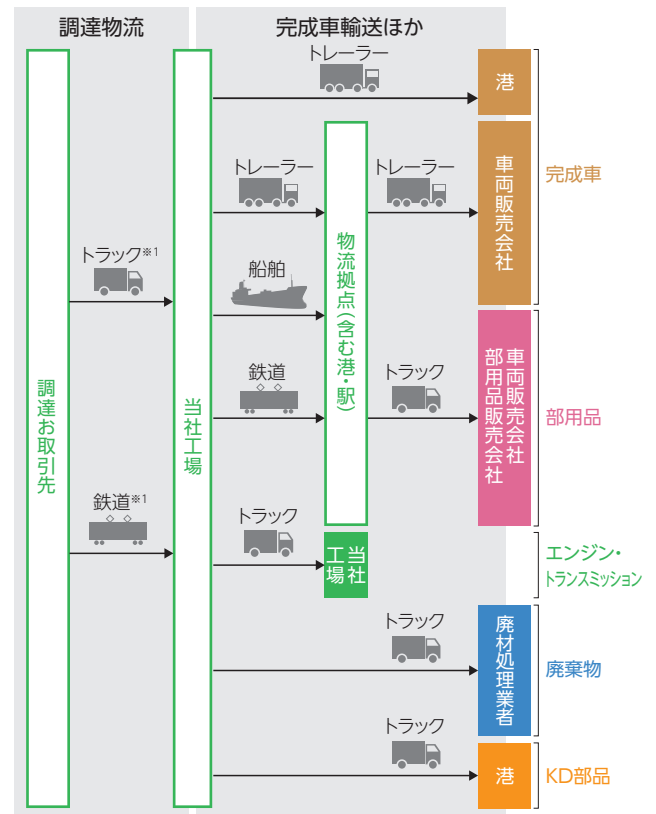 調達物流
完成車輸送ほか
調達お取引先
トラック※1
鉄道※1
当社工場
トレーラー
港
トレーラー
トレーラー
車両販売会社
完成車
船舶
物流拠点(含む港・駅)
鉄道
トラック
車両販売会社
部用品販売会社
部用品
トラック
当社
工場
エンジン・
トランスミッション
トラック
廃材処理業者
廃棄物
トラック
港
KD部品